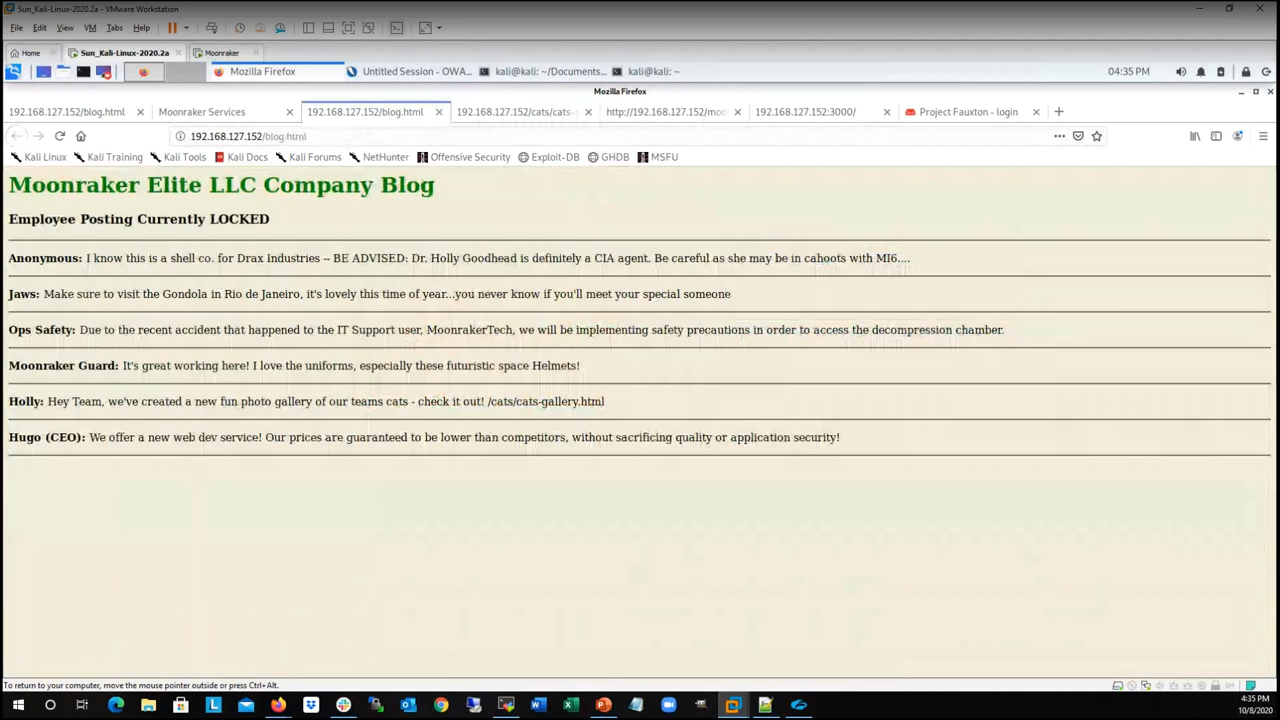 Sun_Kali-Linux-2020.2a - VMware Workstation
File Edit View VM Tabs Help
Home Sun_Kali-Linux-2020.2a Moonraker
Mozilla Firefox Untitled Session - OWA... kali@kali: ~/Documents... kali@kali: ~ 04:35 PM
Mozilla Firefox
192.168.127.152/blog.html Moonraker Services 192.168.127.152/blog.html 192.168.127.152/cats/cats- http://192.168.127.152/moo 192.168.127.152:3000/ Project Fauxton - login
192.168.127.152/blog.html
Kali Linux Kali Training Kali Tools Kali Docs Kali Forums NetHunter Offensive Security Exploit-DB GHDB MSFU
Moonraker Elite LLC Company Blog
Employee Posting Currently LOCKED
Anonymous: I know this is a shell co. for Drax Industries -- BE ADVISED: Dr. Holly Goodhead is definitely a CIA agent. Be careful as she may be in cahoots with MI6....
Jaws: Make sure to visit the Gondola in Rio de Janeiro, it's lovely this time of year...you never know if you'll meet your special someone
Ops Safety: Due to the recent accident that happened to the IT Support user, MoonrakerTech, we will be implementing safety precautions in order to access the decompression chamber.
Moonraker Guard: It's great working here! I love the uniforms, especially these futuristic space Helmets!
Holly: Hey Team, we've created a new fun photo gallery of our teams cats - check it out! /cats/cats-gallery.html
Hugo (CEO): We offer a new web dev service! Our prices are guaranteed to be lower than competitors, without sacrificing quality or application security!
To return to your computer, move the mouse pointer outside or press Ctrl+Alt.
4:35 PM
10/8/2020